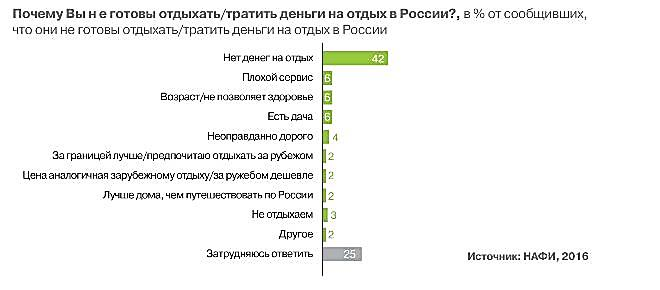 Почему Вы н е готовы отдыхать/тратить деньги на отдых в России?, в % от сообщивших,
что они не готовы отдыхать/тратить деньги на отдых в России
Нет денег на отдых 42
Плохой сервис 6
Возраст/не позволяет здоровье 6
Есть дача 6
Неоправданно дорого 4
За границей лучше/предпочитаю отдыхать за рубежом 2
Цена аналогичная зарубежному отдыху/за ружебом дешевле 2
Лучше дома, чем путешествовать по России 2
Не отдыхаем 3
Другое 2
Затрудняюсь ответить 25
Источник: НАФИ, 2016